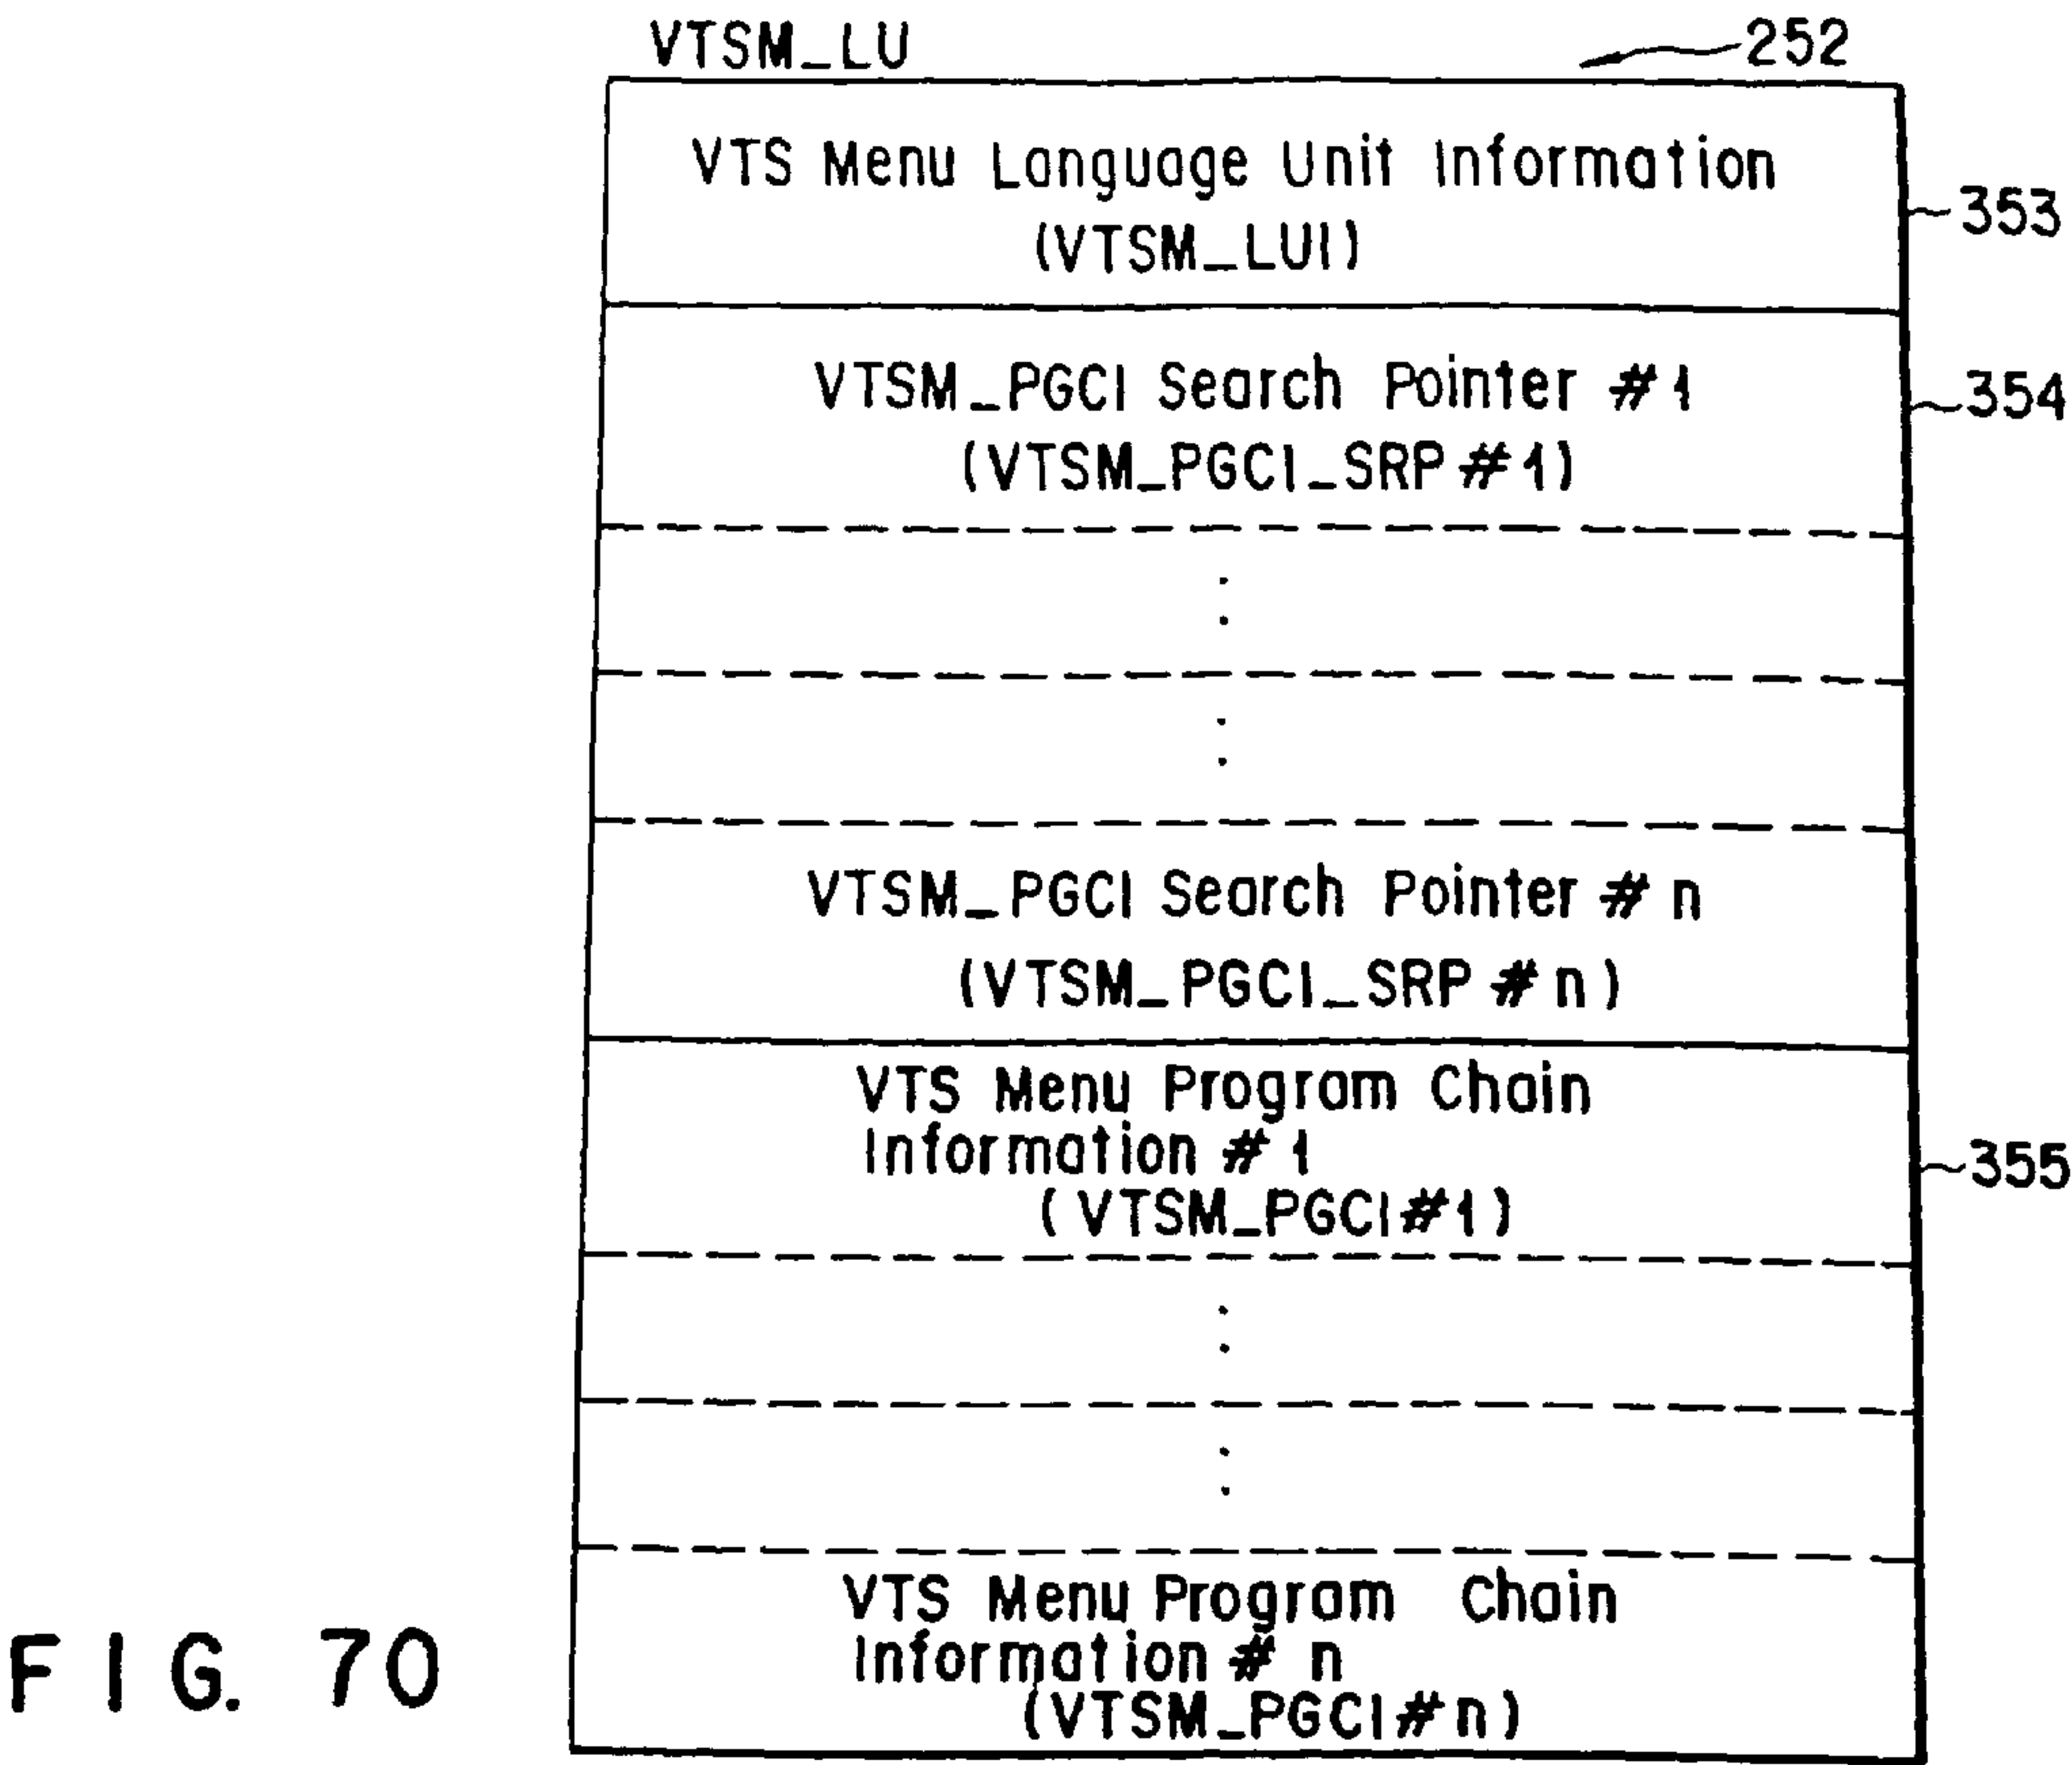 VTSM_LU 252
VTS Menu Language Unit Information
(VTSM_LUI)
353
VTSM_PGCI Search Pointer #1
354
(VTSM_PGCI_SRP #1)
VTSM_PGCI Search Pointer # n
(VTSM_PGCI_SRP # n)
VTS Menu Program Chain
Information # 1
355
(VTSM_PGCI#1)
VTS Menu Program Chain
Information # n
(VTSM_PGCI#n)
FIG. 70